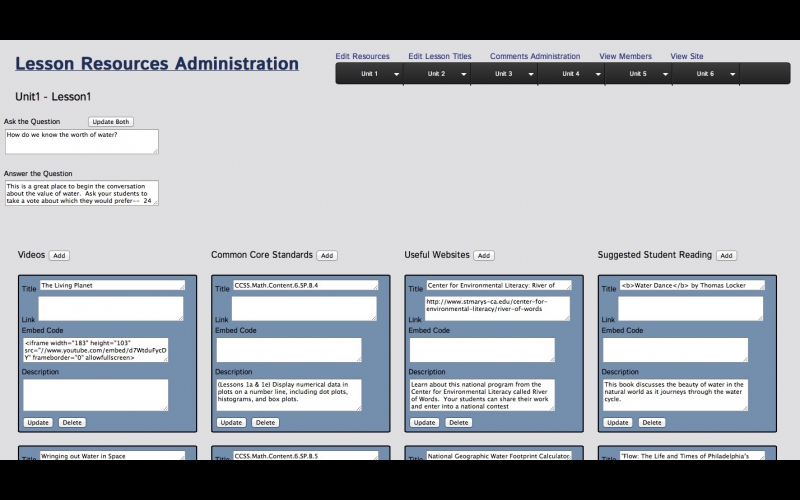 Lesson Resources Administration
Edit Resources Edit Lesson Titles Comments Administration View Members View Site
Unit 1 Unit 2 Unit 3 Unit 4 Unit 5 Unit 6
Unit1 - Lesson1
Ask the Question Update Both
How do we know the worth of water?
Answer the Question
This is a great place to begin the conversation
about the value of water. Ask your students to
take a vote about which they would prefer-- 24
Videos Add Common Core Standards Add Useful Websites Add Suggested Student Reading Add
Title The Living Planet
Link
Embed Code
<iframe width="183" height="103"
src="//www.youtube.com/embed/d7WtduFycD
Y" frameborder="0" allowfullscreen>
Description
Update Delete
Title CCSS.Math.Content.6.SP.B.4
Link
Embed Code
Description
(Lessons 1a & 1e) Display numerical data in
plots on a number line, including dot plots,
histograms, and box plots.
Update Delete
Title Center for Environmental Literacy: River of
Link http://www.stmarys-ca.edu/center-for-
environmental-literacy/river-of-words
Embed Code
Description
Learn about this national program from the
Center for Environmental Literacy called River
of Words. Your students can share their work
and enter into a national contest
Update Delete
Title <b>Water Dance</b> by Thomas Locker
Link
Embed Code
Description
This book discusses the beauty of water in the
natural world as it journeys through the water
cycle.
Update Delete
Title Wringing out Water in Space
Title CCSS.Math.Content.6.SP.B.5
Title National Geographic Water Footprint Calculator
Title "Flow: The Life and Times of Philadelphia's